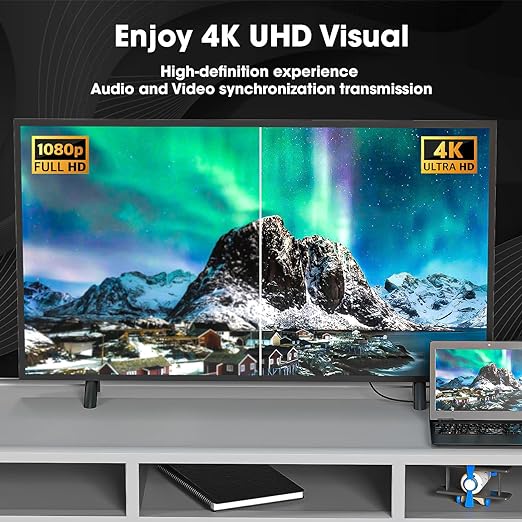 Enjoy 4K UHD Visual
High-definition experience
Audio and Video synchronization transmission
1080p
FULL HD
4K
ULTRA HD